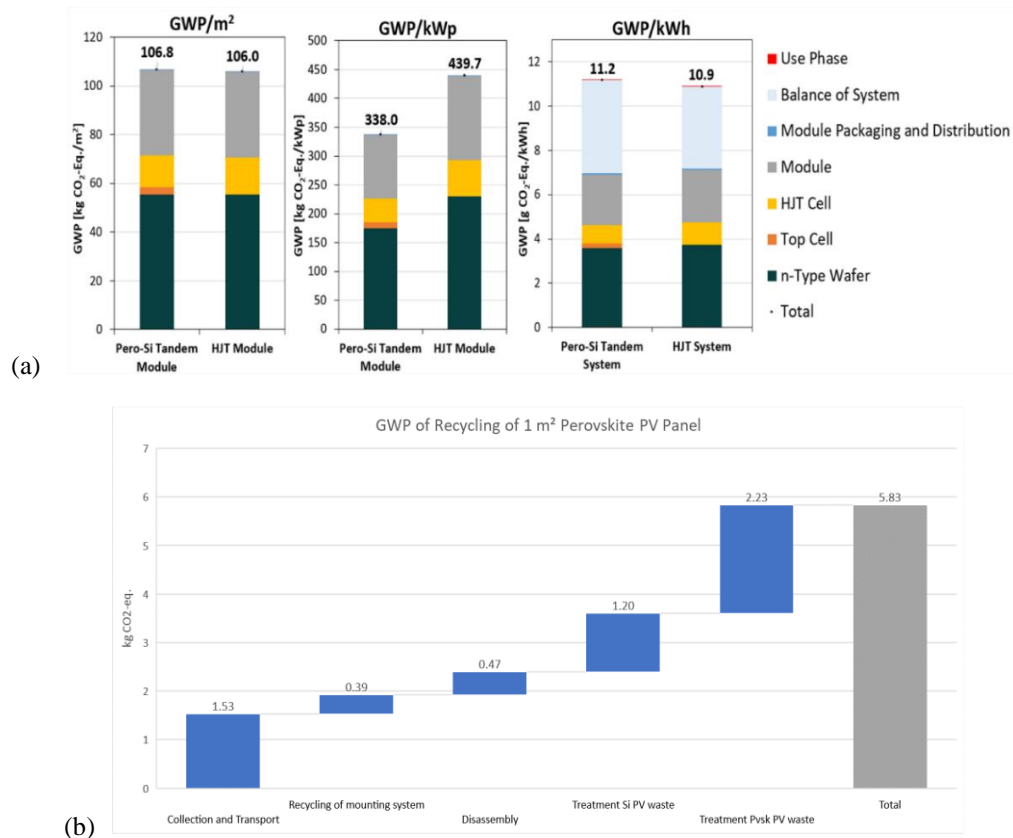 GWP/m²
GWP/kWp
GWP/kWh
GWP [kg CO₂-Eq./m²]
120
100
80
60
40
20
0
106.8
106.0
Pero-Si Tandem
Module
HJT Module
GWP [kg CO₂-Eq./kWp]
500
450
400
350
300
250
200
150
100
50
0
338.0
439.7
Pero-Si Tandem
Module
HJT Module
GWP [g CO₂-Eq./kWh]
12
10
8
6
4
2
0
11.2
10.9
Pero-Si Tandem
System
HJT System
Use Phase
Balance of System
Module Packaging and Distribution
Module
HJT Cell
Top Cell
n-Type Wafer
Total
(a)
GWP of Recycling of 1 m² Perovskite PV Panel
kg CO2-eq.
7
6
5
4
3
2
1
0
1.53
0.39
0.47
1.20
2.23
5.83
Collection and Transport
Recycling of mounting system
Disassembly
Treatment Si PV waste
Treatment Pvsk PV waste
Total
(b)